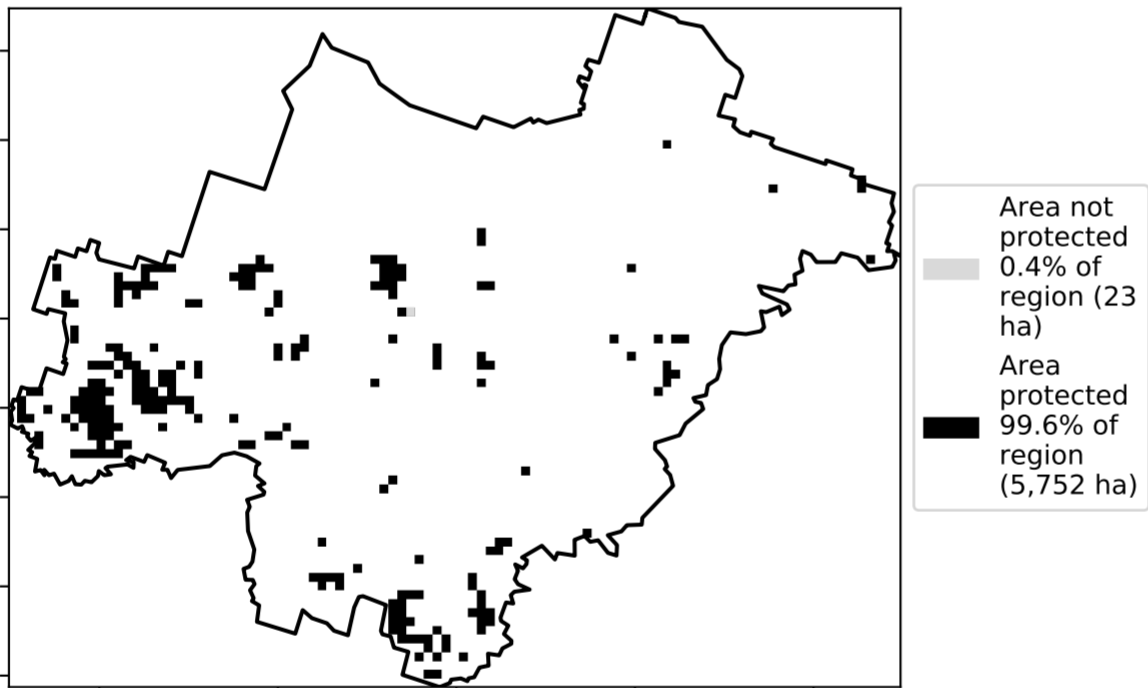 Area not
protected
0.4% of
region (23
ha)
Area
protected
99.6% of
region
(5,752 ha)